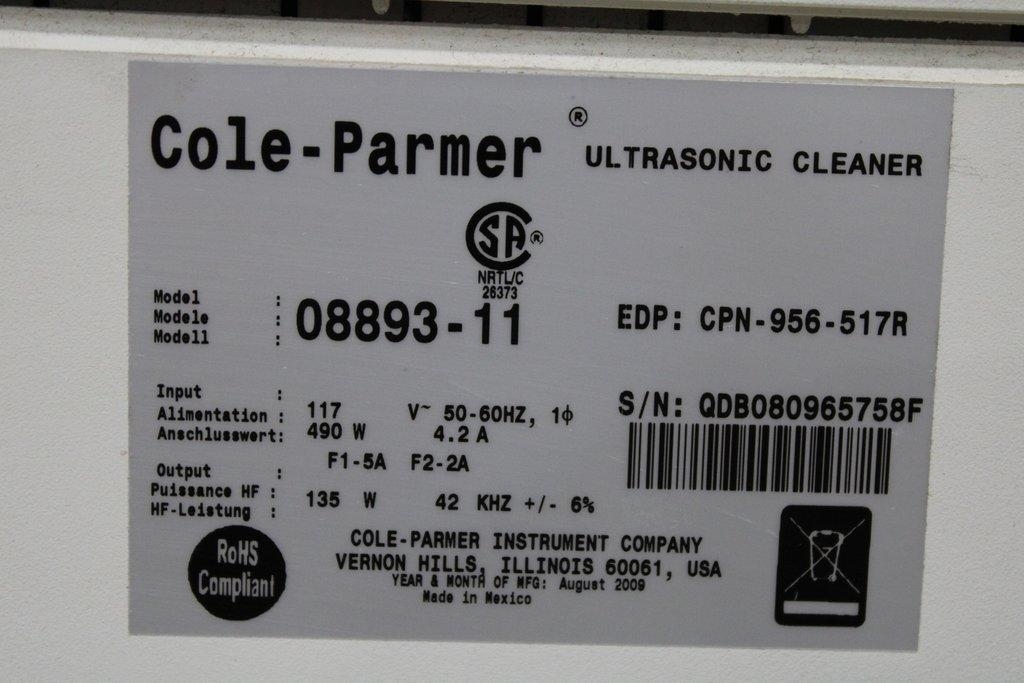 Cole-Parmer ® ULTRASONIC CLEANER
CSA ®
NRTL/C
26373
Model :
Modele :
Modell :
08893-11
EDP: CPN-956-517R
Input :
Alimentation :
Anschlusswert:
117 V~ 50-60HZ, 1ϕ
490 W 4.2A
S/N: QDB080965758F
F1-5A F2-2A
Output :
Puissance HF :
HF-Leistung :
135 W 42 KHZ +/- 6%
RoHS
Compliant
COLE-PARMER INSTRUMENT COMPANY
VERNON HILLS, ILLINOIS 60061, USA
YEAR & MONTH OF MFG: August 2009
Made in Mexico